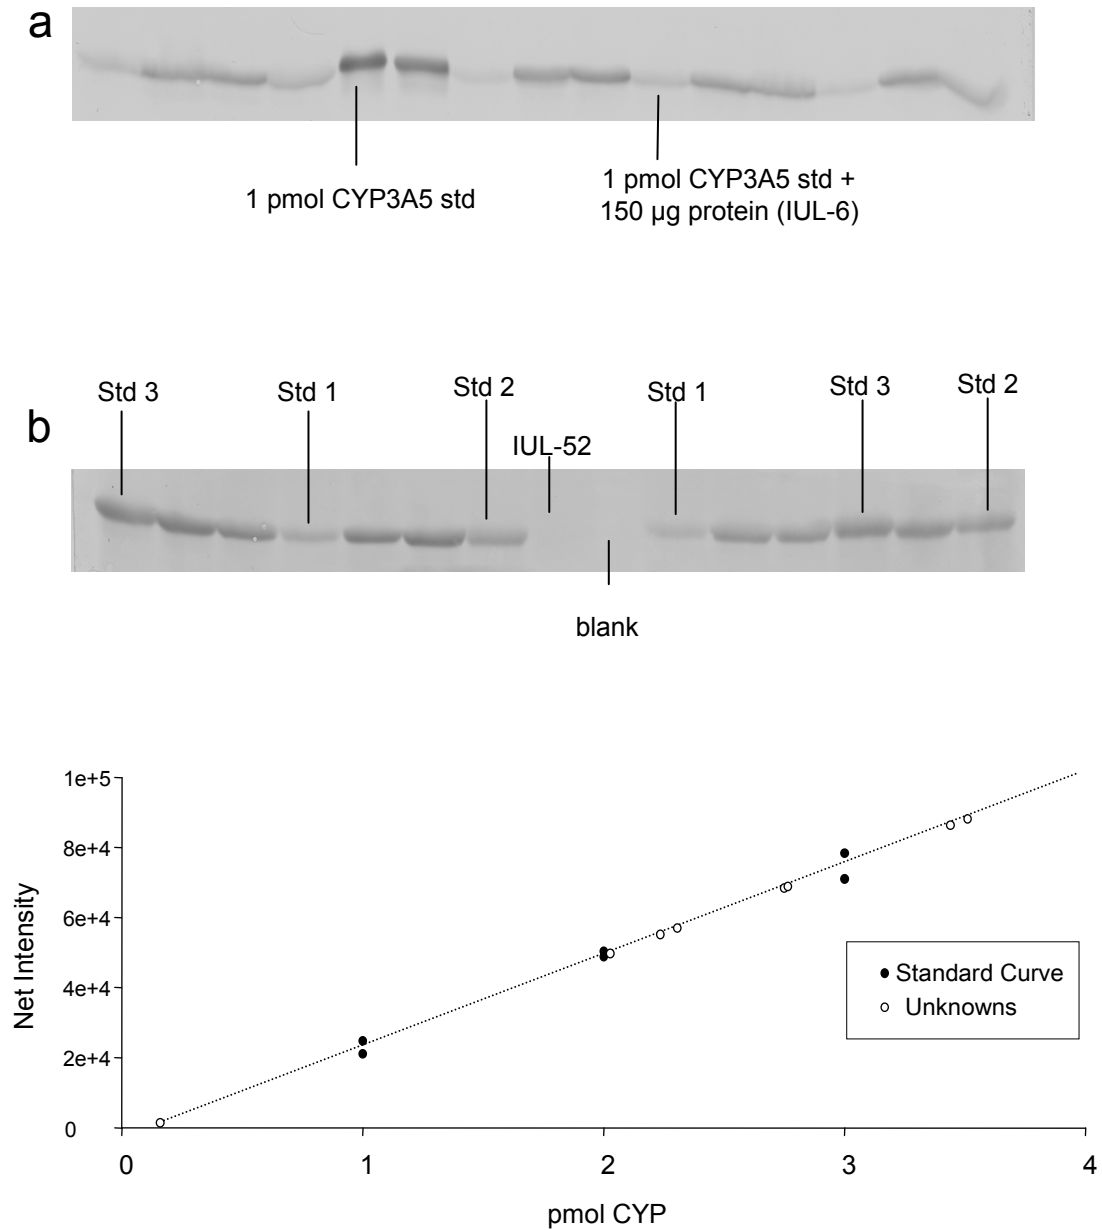 a
1 pmol CYP3A5 std
1 pmol CYP3A5 std +
150 µg protein (IUL-6)
b
Std 3
Std 1
Std 2
IUL-52
Std 1
Std 3
Std 2
blank
1e+5
8e+4
6e+4
4e+4
2e+4
0
Net Intensity
0 1 2 3 4
pmol CYP
Standard Curve
Unknowns